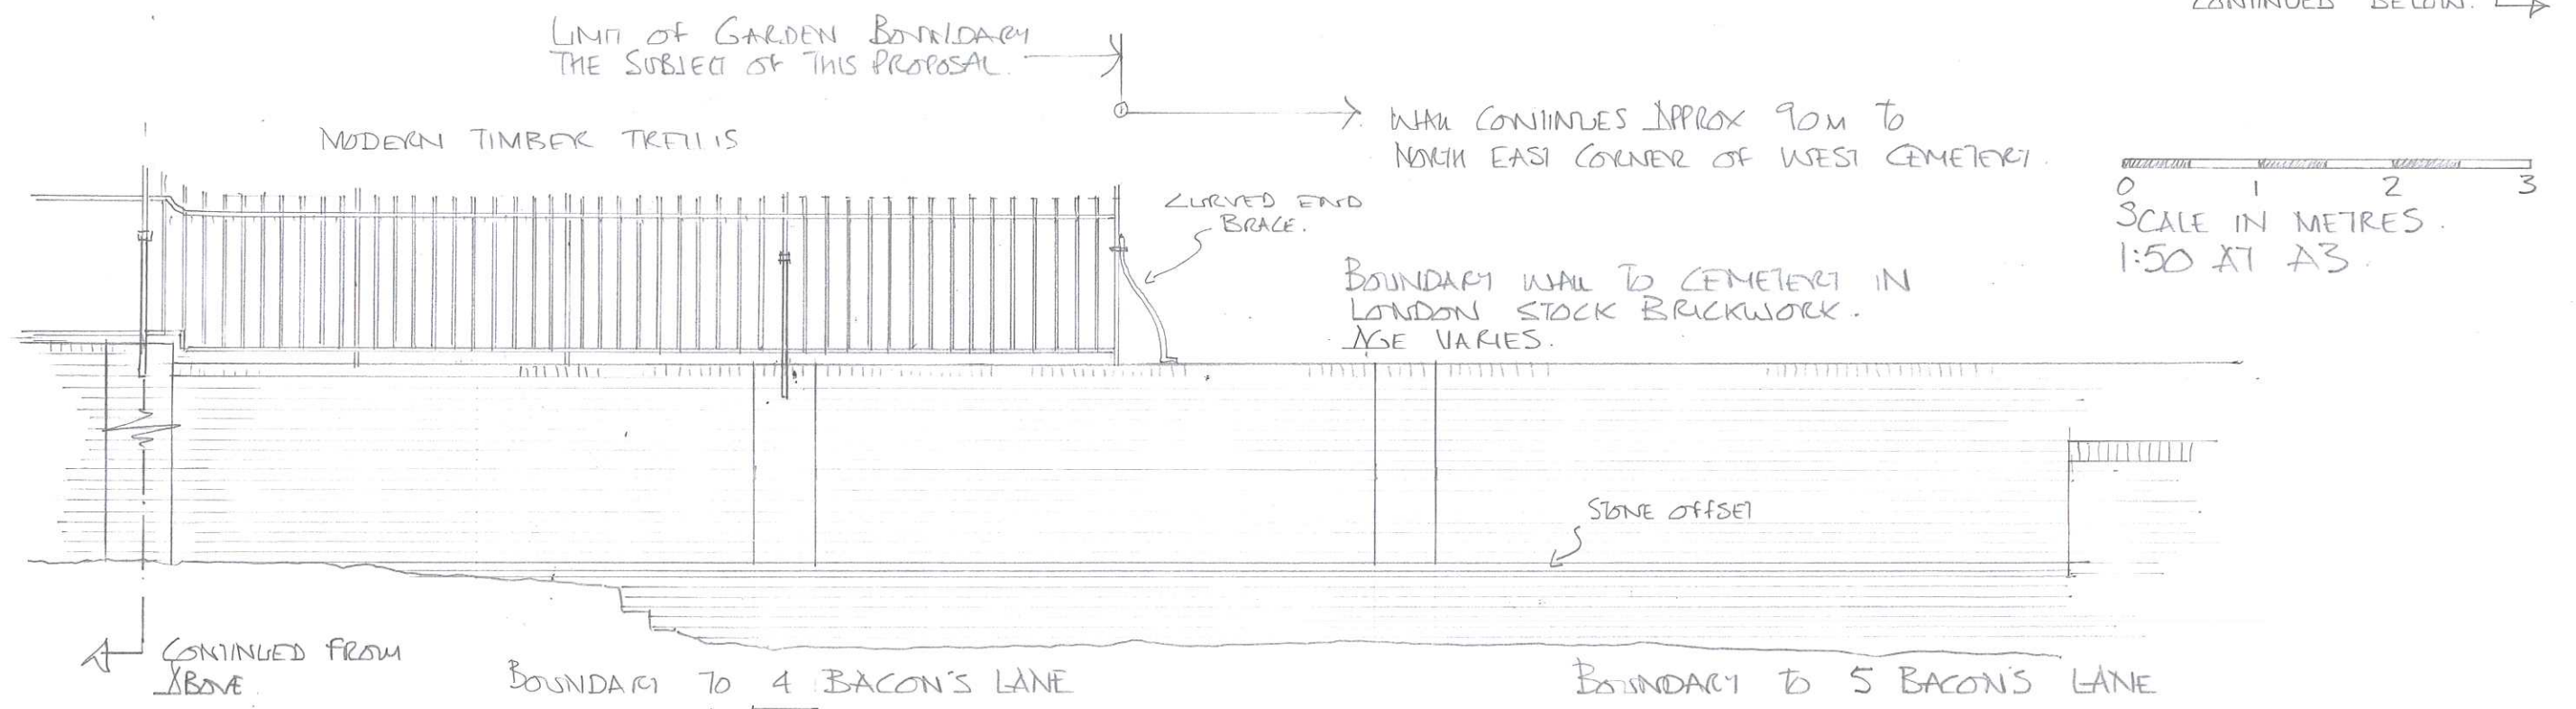 CONTINUED BELOW.
LIMIT OF GARDEN BOUNDARY
THE SUBJECT OF THIS PROPOSAL.
MODERN TIMBER TRELLIS
WALL CONTINUES APPROX 90M TO
NORTH EAST CORNER OF WEST CEMETERY.
0 1 2 3
SCALE IN METRES.
1:50 AT A3.
CURVED END
BRACE.
BOUNDARY WALL TO CEMETERY IN
LONDON STOCK BRICKWORK.
AGE VARIES.
STONE OFFSET
CONTINUED FROM
ABOVE.
BOUNDARY TO 4 BACON'S LANE
BOUNDARY TO 5 BACON'S LANE